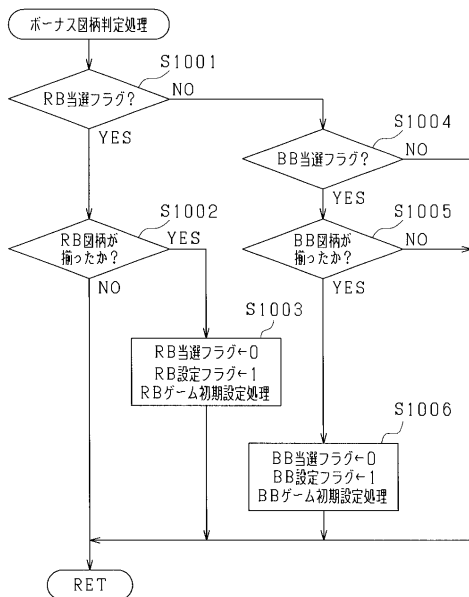 ボーナス図柄判定処理
S1001
RB当選フラグ?
NO
YES
S1004
BB当選フラグ?
NO
YES
S1002
RB図柄が
揃ったか?
YES
NO
S1005
BB図柄が
揃ったか?
NO
YES
S1003
RB当選フラグ←0
RB設定フラグ←1
RBゲーム初期設定処理
S1006
BB当選フラグ←0
BB設定フラグ←1
BBゲーム初期設定処理
RET